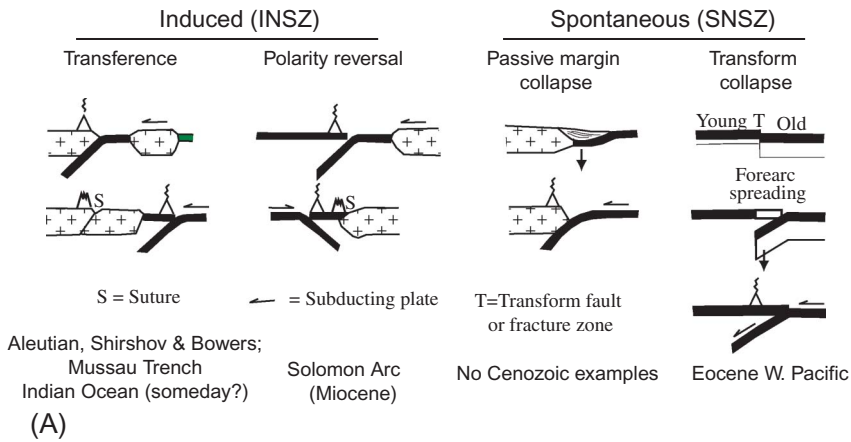 Induced (INSZ)
Spontaneous (SNSZ)
Transference
Polarity reversal
Passive margin
collapse
Transform
collapse
Young T Old
Forearc
spreading
S
S
S = Suture
= Subducting plate
T=Transform fault
or fracture zone
Aleutian, Shirshov & Bowers;
Mussau Trench
Indian Ocean (someday?)
Solomon Arc
(Miocene)
No Cenozoic examples
Eocene W. Pacific
(A)